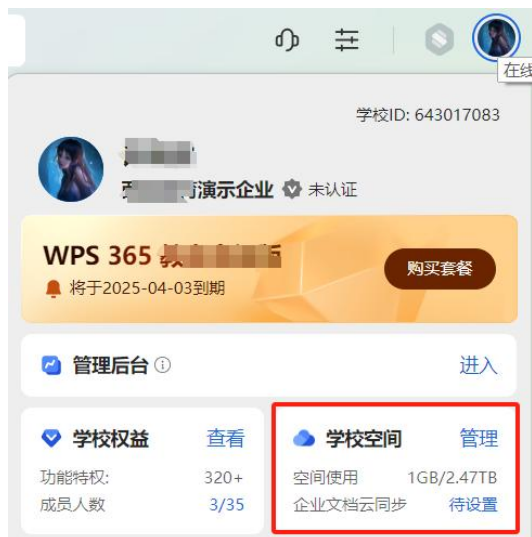 在线
学校ID: 643017083
演示企业 未认证
WPS 365
购买套餐
将于2025-04-03到期
管理后台 进入
学校权益 查看
功能特权: 320+
成员人数 3/35
学校空间 管理
空间使用 1GB/2.47TB
企业文档云同步 待设置